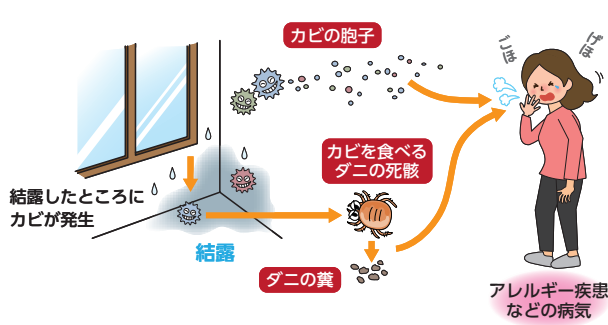 カビの胞子
ごほ
げほ
カビを食べる
ダニの死骸
結露したところに
カビが発生
結露
ダニの糞
アレルギー疾患
などの病気